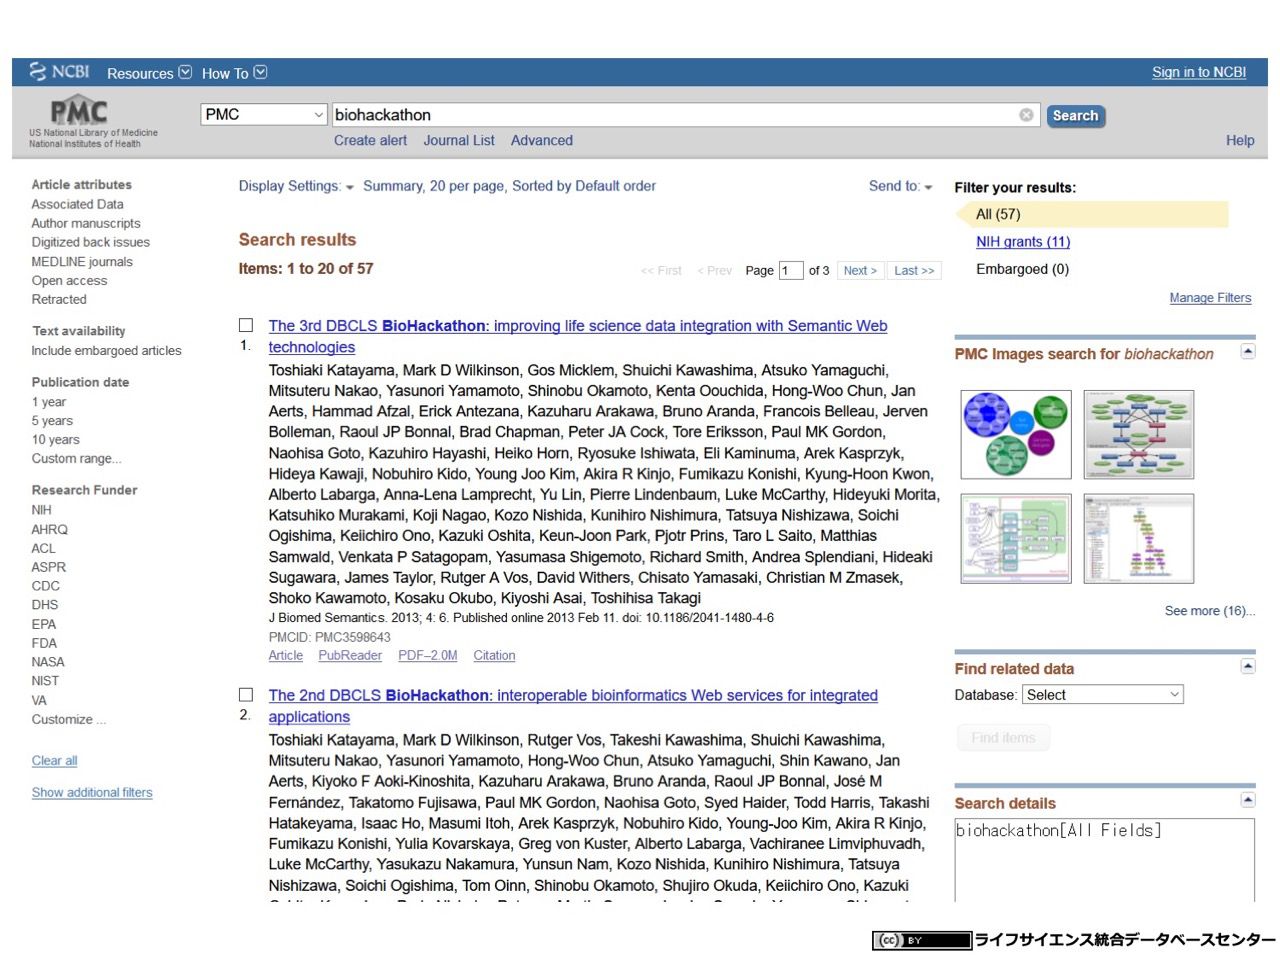 NCBI Resources How To Sign in to NCBI
PMC
US National Library of Medicine
National Institutes of Health
PMC biohackathon Search
Create alert Journal List Advanced Help
Article attributes
Associated Data
Author manuscripts
Digitized back issues
MEDLINE journals
Open access
Retracted
Text availability
Include embargoed articles
Publication date
1 year
5 years
10 years
Custom range...
Research Funder
NIH
AHRQ
ACL
ASPR
CDC
DHS
EPA
FDA
NASA
NIST
VA
Customize ...
Clear all
Show additional filters
Display Settings: Summary, 20 per page, Sorted by Default order Send to:
Search results
Items: 1 to 20 of 57
<< First < Prev Page 1 of 3 Next > Last >>
The 3rd DBCLS BioHackathon: improving life science data integration with Semantic Web
1. technologies
Toshiaki Katayama, Mark D Wilkinson, Gos Micklem, Shuichi Kawashima, Atsuko Yamaguchi,
Mitsuteru Nakao, Yasunori Yamamoto, Shinobu Okamoto, Kenta Oouchida, Hong-Woo Chun, Jan
Aerts, Hammad Afzal, Erick Antezana, Kazuharu Arakawa, Bruno Aranda, Francois Belleau, Jerven
Bolleman, Raoul JP Bonnal, Brad Chapman, Peter JA Cock, Tore Eriksson, Paul MK Gordon,
Naohisa Goto, Kazuhiro Hayashi, Heiko Horn, Ryosuke Ishiwata, Eli Kaminuma, Arek Kasprzyk,
Hideya Kawaji, Nobuhiro Kido, Young Joo Kim, Akira R Kinjo, Fumikazu Konishi, Kyung-Hoon Kwon,
Alberto Labarga, Anna-Lena Lamprecht, Yu Lin, Pierre Lindenbaum, Luke McCarthy, Hideyuki Morita,
Katsuhiko Murakami, Koji Nagao, Kozo Nishida, Kunihiro Nishimura, Tatsuya Nishizawa, Soichi
Ogishima, Keiichiro Ono, Kazuki Oshita, Keun-Joon Park, Pjotr Prins, Taro L Saito, Matthias
Samwald, Venkata P Satagopam, Yasumasa Shigemoto, Richard Smith, Andrea Splendiani, Hideaki
Sugawara, James Taylor, Rutger A Vos, David Withers, Chisato Yamasaki, Christian M Zmasek,
Shoko Kawamoto, Kosaku Okubo, Kiyoshi Asai, Toshihisa Takagi
J Biomed Semantics. 2013; 4: 6. Published online 2013 Feb 11. doi: 10.1186/2041-1480-4-6
PMCID: PMC3598643
Article PubReader PDF–2.0M Citation
The 2nd DBCLS BioHackathon: interoperable bioinformatics Web services for integrated
2. applications
Toshiaki Katayama, Mark D Wilkinson, Rutger Vos, Takeshi Kawashima, Shuichi Kawashima,
Mitsuteru Nakao, Yasunori Yamamoto, Hong-Woo Chun, Atsuko Yamaguchi, Shin Kawano, Jan
Aerts, Kiyoko F Aoki-Kinoshita, Kazuharu Arakawa, Bruno Aranda, Raoul JP Bonnal, José M
Fernández, Takatomo Fujisawa, Paul MK Gordon, Naohisa Goto, Syed Haider, Todd Harris, Takashi
Hatakeyama, Isaac Ho, Masumi Itoh, Arek Kasprzyk, Nobuhiro Kido, Young-Joo Kim, Akira R Kinjo,
Fumikazu Konishi, Yulia Kovarskaya, Greg von Kuster, Alberto Labarga, Vachiranee Limviphuvadh,
Luke McCarthy, Yasukazu Nakamura, Yunsun Nam, Kozo Nishida, Kunihiro Nishimura, Tatsuya
Nishizawa, Soichi Ogishima, Tom Oinn, Shinobu Okamoto, Shujiro Okuda, Keiichiro Ono, Kazuki
Filter your results:
All (57)
NIH grants (11)
Embargoed (0)
Manage Filters
PMC Images search for biohackathon
See more (16)...
Find related data
Database: Select
Find items
Search details
biohackathon[All Fields]
cc BY ライフサイエンス統合データベースセンター